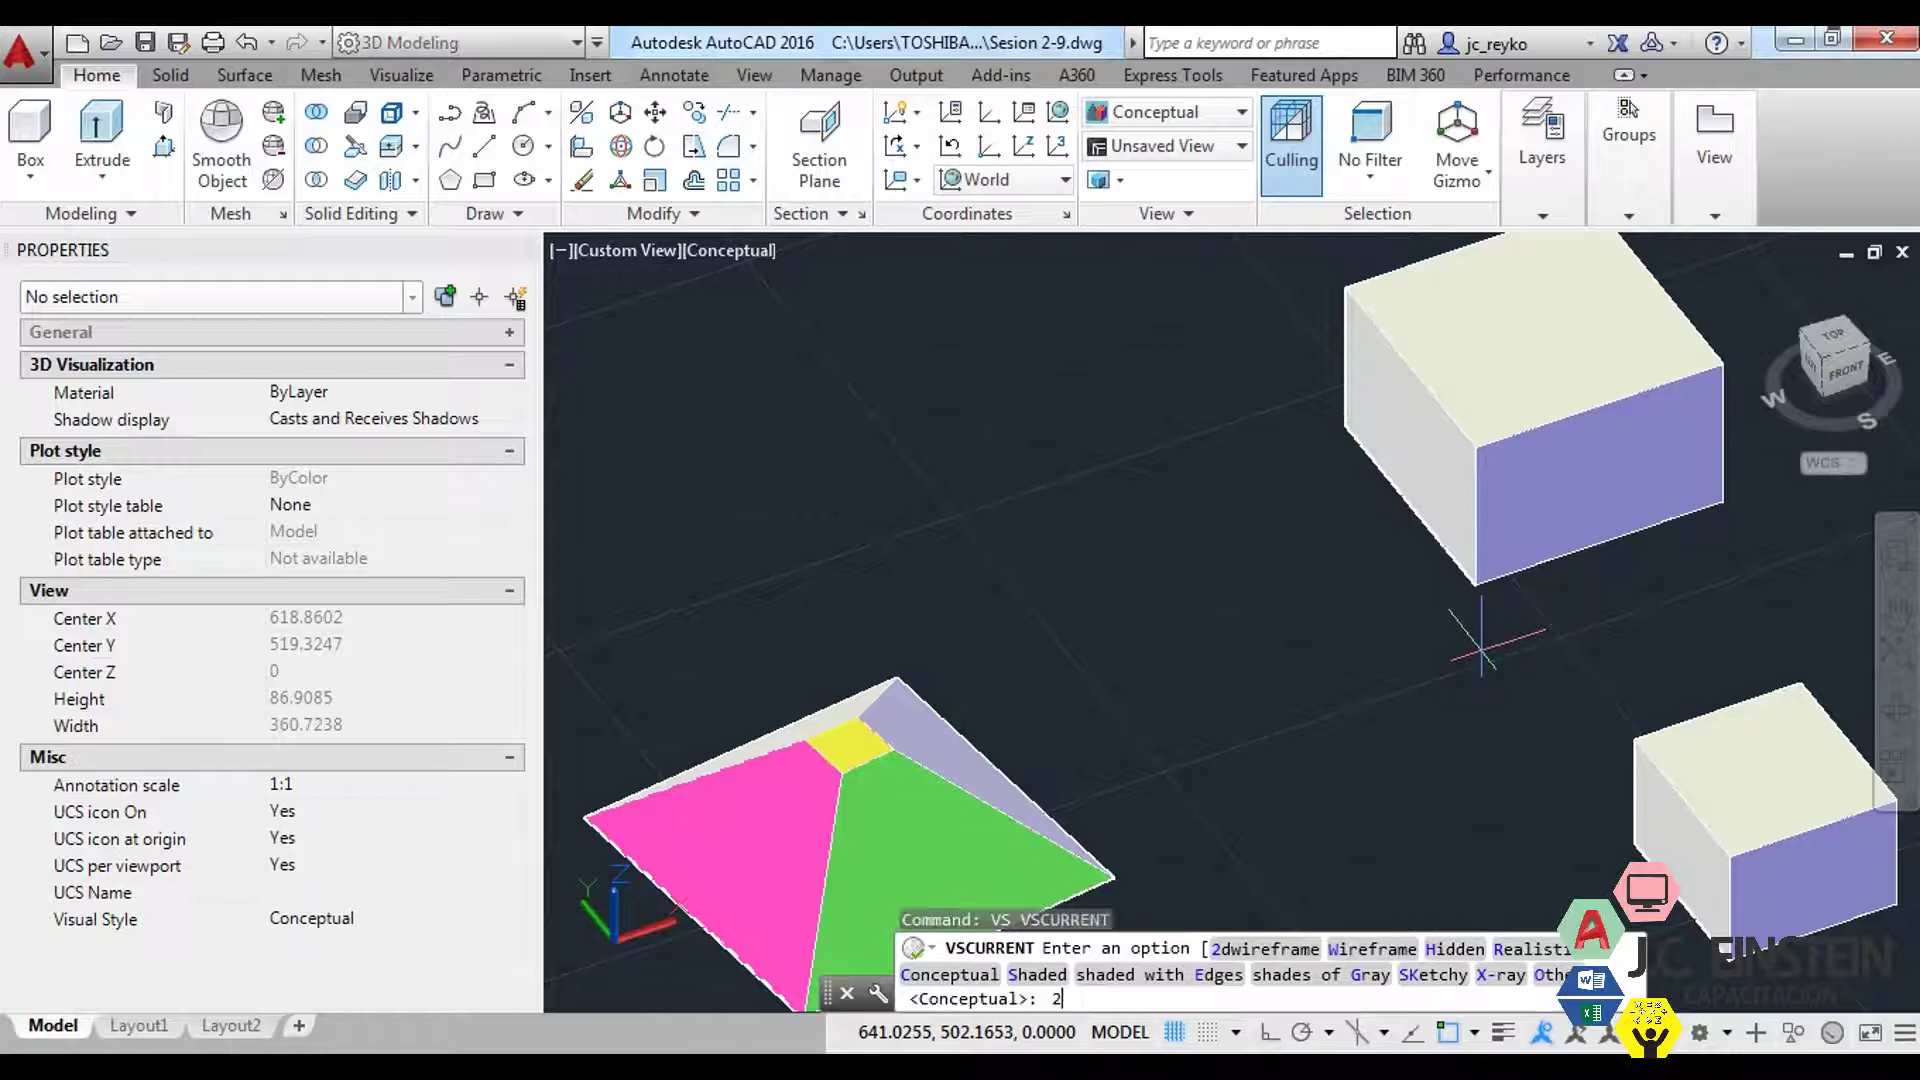 3D Modeling
Autodesk AutoCAD 2016 C:\Users\TOSHIBA...\Sesion 2-9.dwg
Type a keyword or phrase
jc_reyko
Home Solid Surface Mesh Visualize Parametric Insert Annotate View Manage Output Add-ins A360 Express Tools Featured Apps BIM 360 Performance
Box
Extrude
Smooth Object
Section Plane
World
Conceptual
Unsaved View
Culling
No Filter
Move Gizmo
Layers
Groups
View
Modeling Mesh Solid Editing Draw Modify Section Coordinates View Selection
PROPERTIES
No selection
General
3D Visualization
Material ByLayer
Shadow display Casts and Receives Shadows
Plot style
Plot style ByColor
Plot style table None
Plot table attached to Model
Plot table type Not available
View
Center X 618.8602
Center Y 519.3247
Center Z 0
Height 86.9085
Width 360.7238
Misc
Annotation scale 1:1
UCS icon On Yes
UCS icon at origin Yes
UCS per viewport Yes
UCS Name
Visual Style Conceptual
[−][Custom View][Conceptual]
TOP
FRONT
W
S
E
WCS
Y
Z
Command: VS VSCURRENT
VSCURRENT Enter an option [2dwireframe Wireframe Hidden Realisti
Conceptual Shaded shaded with Edges shades of Gray SKetchy X-ray Othe
<Conceptual>: 2
J.C. EINSTEIN
CAPACITACIÓN
Model Layout1 Layout2 +
641.0255, 502.1653, 0.0000 MODEL